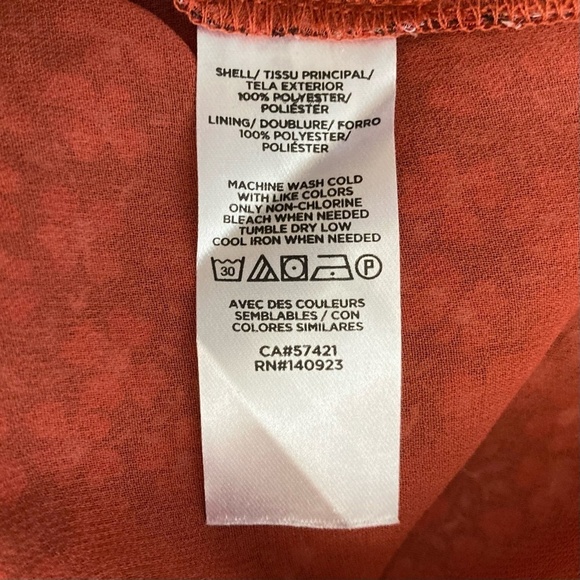 SHELL/ TISSU PRINCIPAL/
TELA EXTERIOR
100% POLYESTER/
POLIÉSTER
LINING/ DOUBLURE/ FORRO
100% POLYESTER/
POLIÉSTER
MACHINE WASH COLD
WITH LIKE COLORS
ONLY NON-CHLORINE
BLEACH WHEN NEEDED
TUMBLE DRY LOW
COOL IRON WHEN NEEDED
30 P
AVEC DES COULEURS
SEMBLABLES / CON
COLORES SIMILARES
CA#57421
RN#140923